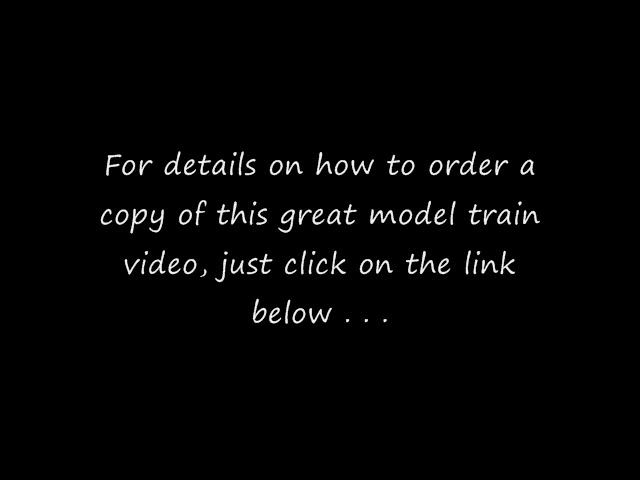 For details on how to order a
copy of this great model train
video, just click on the link
below . . .